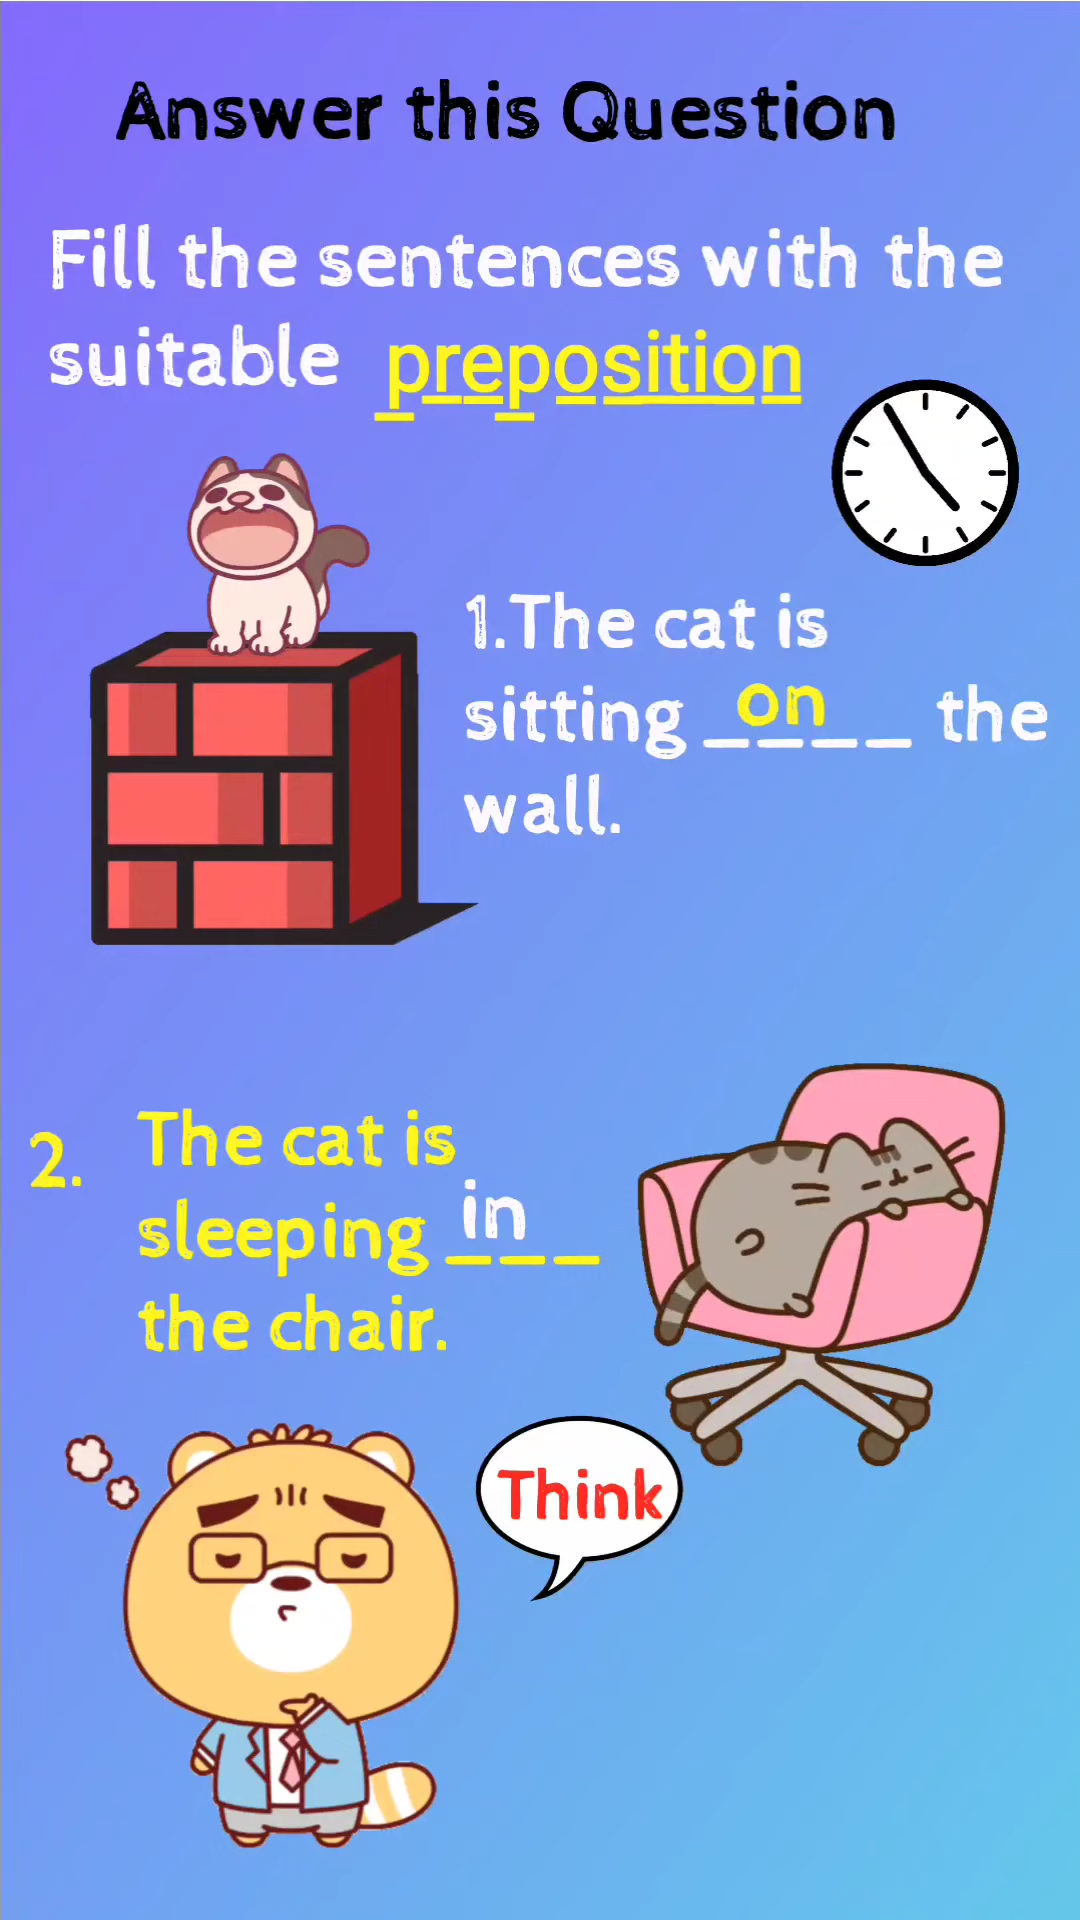 Answer this Question
Fill the sentences with the
suitable preposition
1.The cat is
sitting _on___ the
wall.
2. The cat is
sleeping in___
the chair.
Think